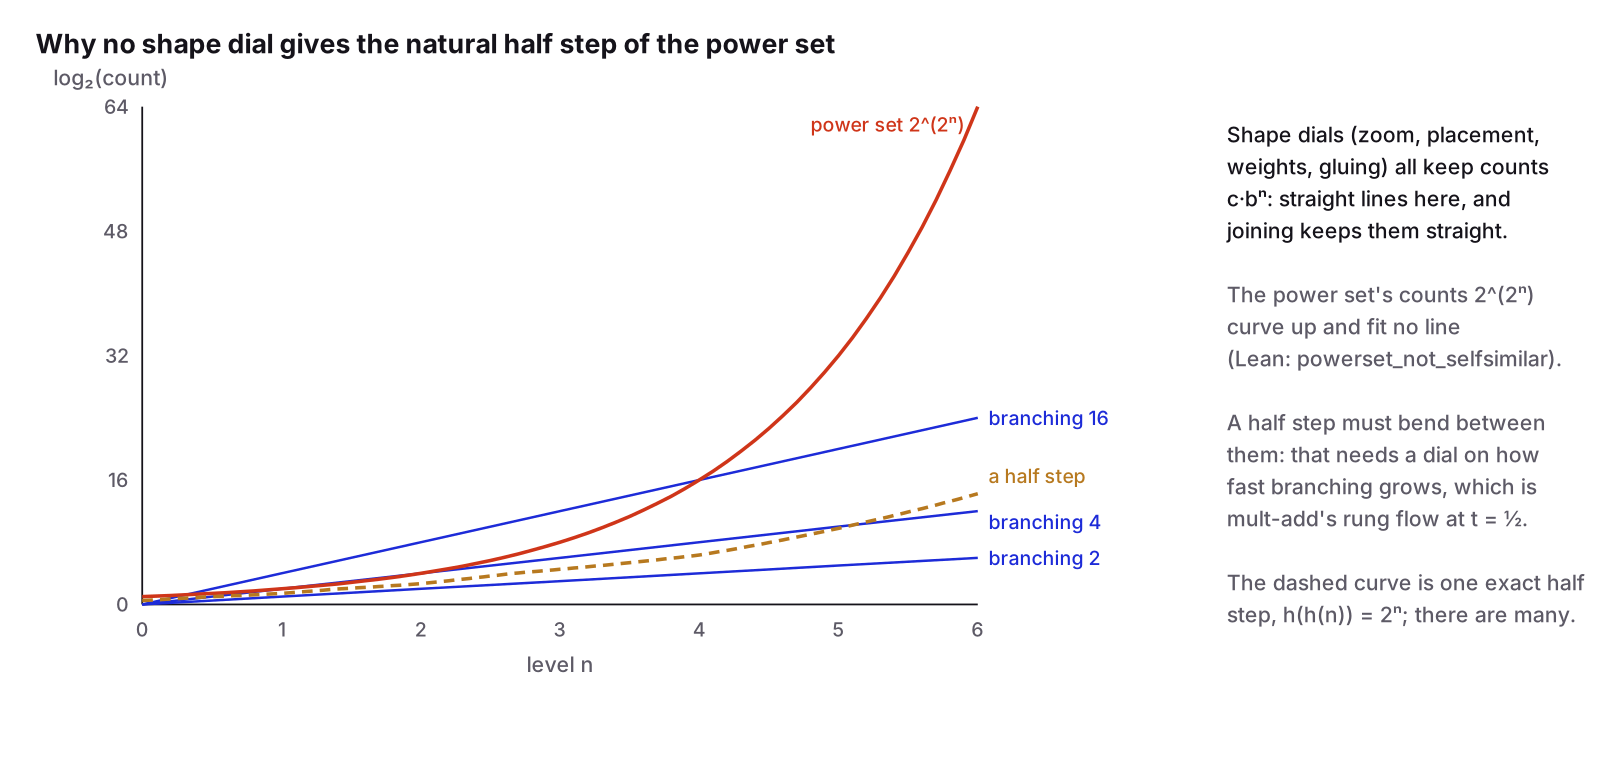 Why no shape dial gives the natural half step of the power set
log₂(count)
64
48
32
16
0
0
1
2
3
4
5
6
level n
power set 2^(2ⁿ)
branching 16
a half step
branching 4
branching 2
Shape dials (zoom, placement,
weights, gluing) all keep counts
c·bⁿ: straight lines here, and
joining keeps them straight.
The power set's counts 2^(2ⁿ)
curve up and fit no line
(Lean: powerset_not_selfsimilar).
A half step must bend between
them: that needs a dial on how
fast branching grows, which is
mult-add's rung flow at t = ½.
The dashed curve is one exact half
step, h(h(n)) = 2ⁿ; there are many.